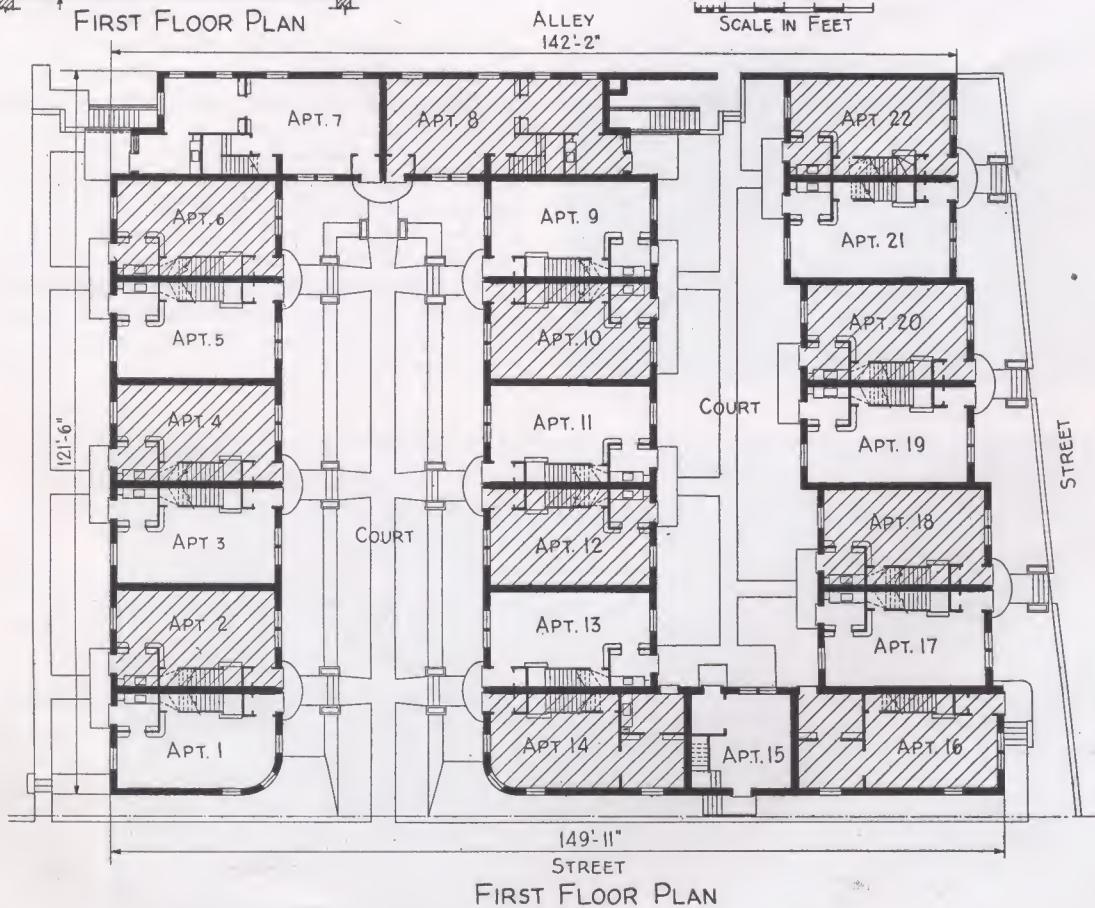 FIRST FLOOR PLAN
SCALE IN FEET
ALLEY
142'-2"
APT. 7
APT. 8
APT. 22
APT. 6
APT. 9
APT. 21
APT. 5
APT. 10
APT. 20
APT. 4
APT. 11
COURT
APT. 19
121'-6"
STREET
APT 3
COURT
APT. 12
APT. 18
APT. 2
APT. 13
APT. 17
APT. 1
APT. 14
APT. 15
APT. 16
149'-11"
STREET
FIRST FLOOR PLAN